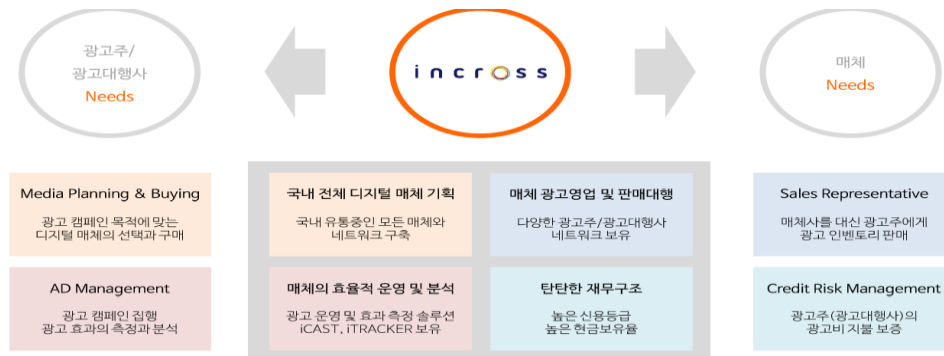 광고주/
광고대행사
Needs
incross
매체
Needs
Media Planning & Buying
광고 캠페인 목적에 맞는
디지털 매체의 선택과 구매
국내 전체 디지털 매체 기획
국내 유통중인 모든 매체와
네트워크 구축
매체 광고영업 및 판매대행
다양한 광고주/광고대행사
네트워크 보유
Sales Representative
매체사를 대신 광고주에게
광고 인벤토리 판매
AD Management
광고 캠페인 집행
광고 효과의 측정과 분석
매체의 효율적 운영 및 분석
광고 운영 및 효과 측정 솔루션
iCAST, iTRACKER 보유
탄탄한 재무구조
높은 신용등급
높은 현금보유율
Credit Risk Management
광고주(광고대행사)의
광고비 지불 보증